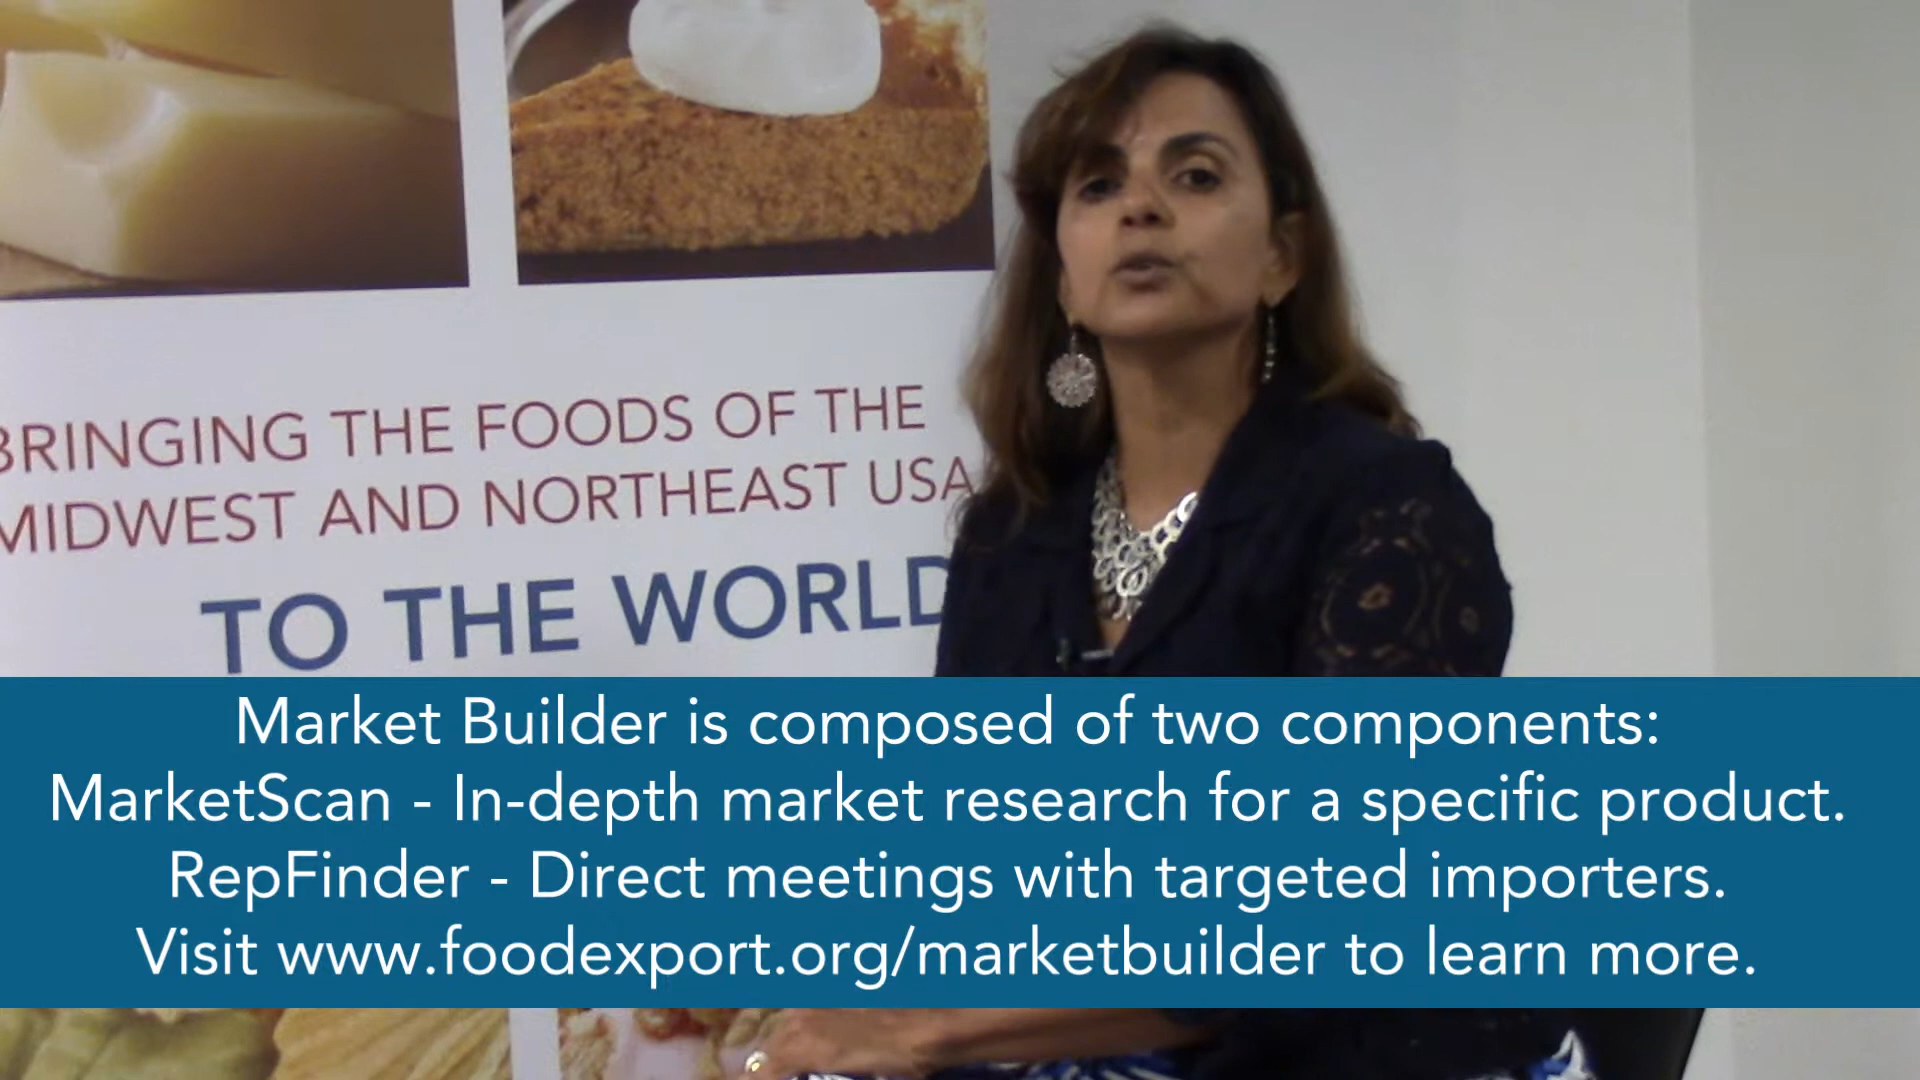 BRINGING THE FOODS OF THE
MIDWEST AND NORTHEAST USA
TO THE WORLD
Market Builder is composed of two components:
MarketScan - In-depth market research for a specific product.
RepFinder - Direct meetings with targeted importers.
Visit www.foodexport.org/marketbuilder to learn more.